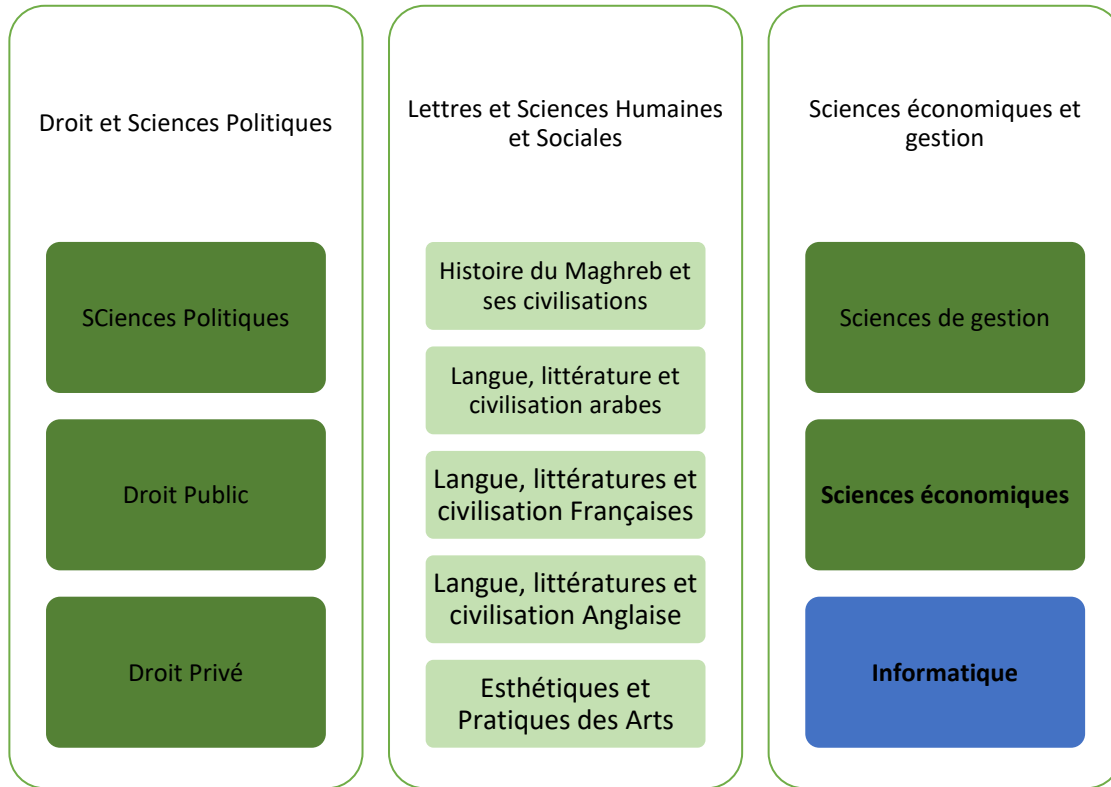 Droit et Sciences Politiques
SCiences Politiques
Droit Public
Droit Privé
Lettres et Sciences Humaines
et Sociales
Histoire du Maghreb et
ses civilisations
Langue, littérature et
civilisation arabes
Langue, littératures et
civilisation Françaises
Langue, littératures et
civilisation Anglaise
Esthétiques et
Pratiques des Arts
Sciences économiques et
gestion
Sciences de gestion
Sciences économiques
Informatique